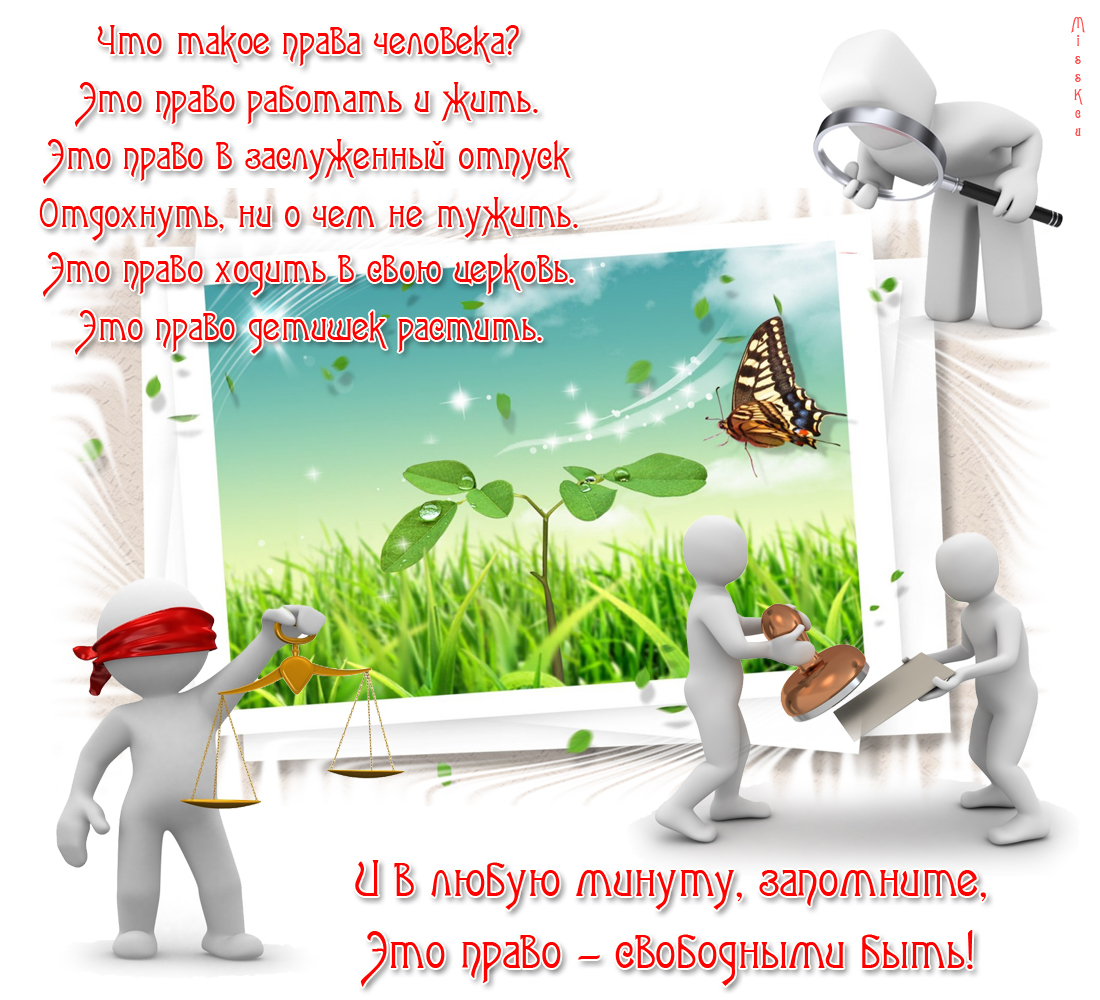 Что такое права человека?
Это право работать и жить.
Это право в заслуженный отпуск
Отдохнуть, ни о чем не тужить.
Это право ходить в свою церковь.
Это право детишек растить.
И в любую минуту, запомните,
Это право – свободными быть!
MissКси